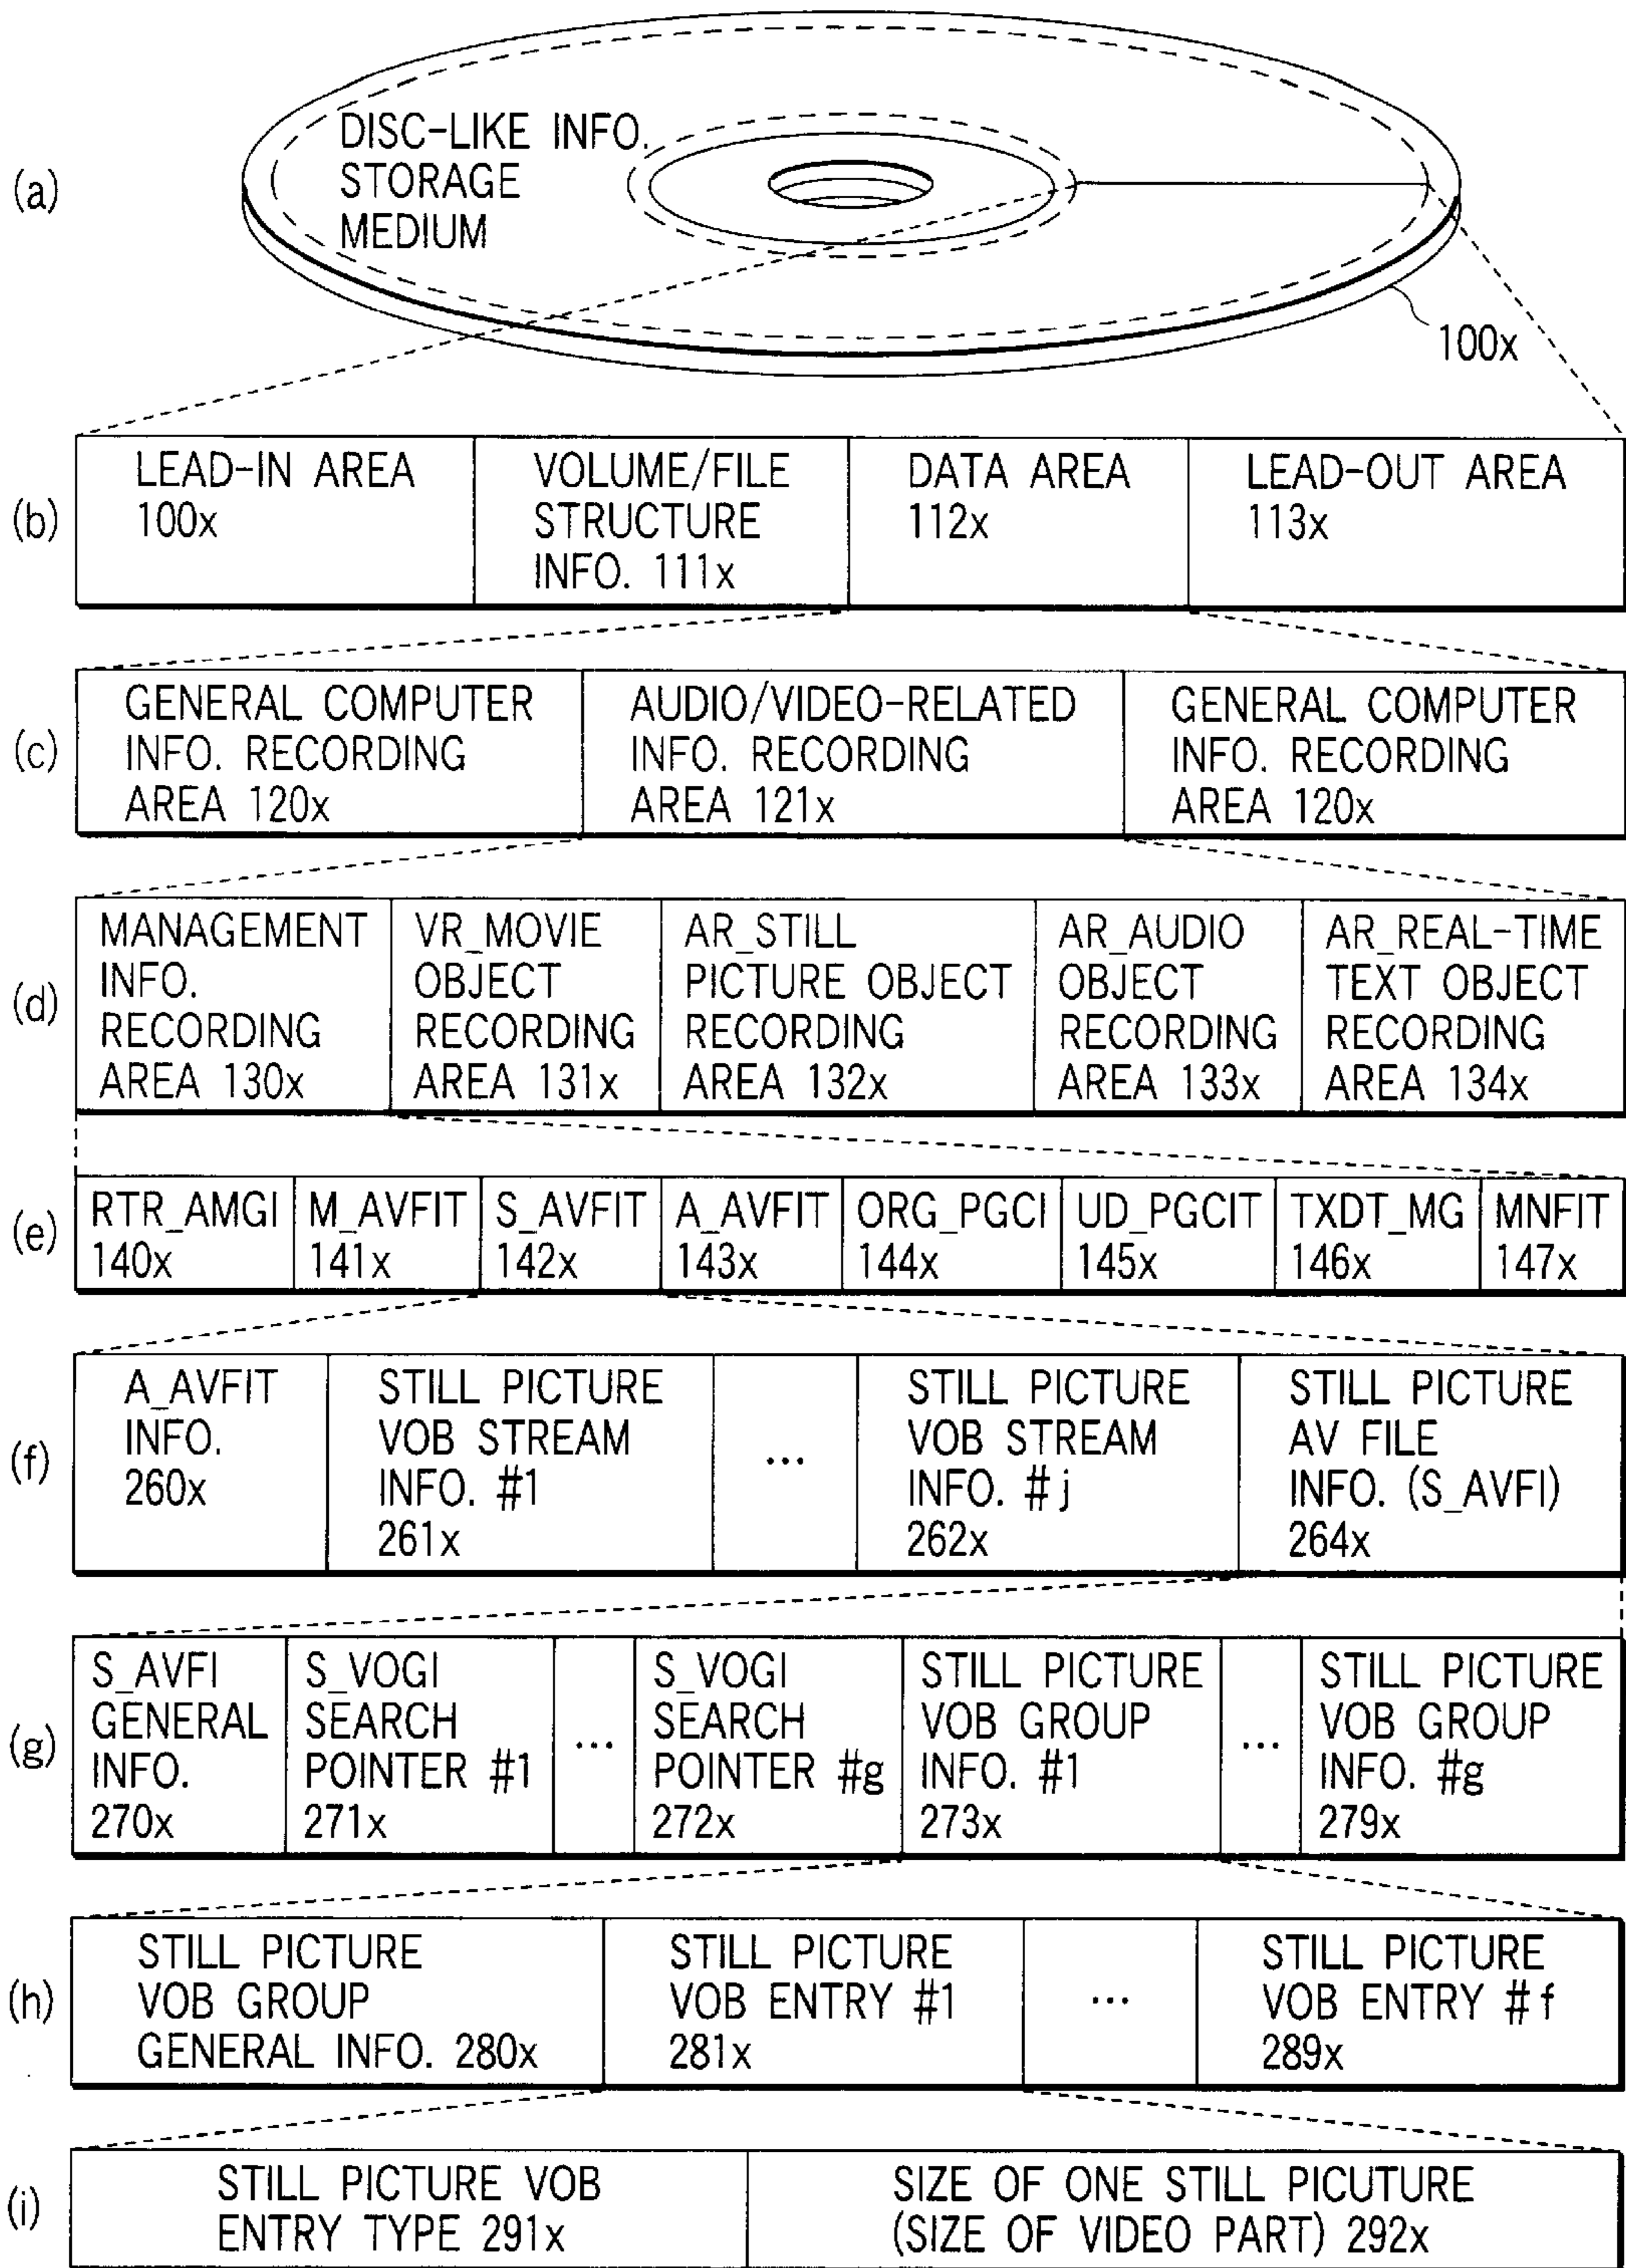 (a)
DISC-LIKE INFO.
STORAGE
MEDIUM
100x
(b)
LEAD-IN AREA
100x
VOLUME/FILE
STRUCTURE
INFO. 111x
DATA AREA
112x
LEAD-OUT AREA
113x
(c)
GENERAL COMPUTER
INFO. RECORDING
AREA 120x
AUDIO/VIDEO-RELATED
INFO. RECORDING
AREA 121x
GENERAL COMPUTER
INFO. RECORDING
AREA 120x
(d)
MANAGEMENT
INFO.
RECORDING
AREA 130x
VR_MOVIE
OBJECT
RECORDING
AREA 131x
AR_STILL
PICTURE OBJECT
RECORDING
AREA 132x
AR_AUDIO
OBJECT
RECORDING
AREA 133x
AR_REAL-TIME
TEXT OBJECT
RECORDING
AREA 134x
(e)
RTR_AMGI
140x
M_AVFIT
141x
S_AVFIT
142x
A_AVFIT
143x
ORG_PGCI
144x
UD_PGCIT
145x
TXDT_MG
146x
MNFIT
147x
(f)
A_AVFIT
INFO.
260x
STILL PICTURE
VOB STREAM
INFO. #1
261x
...
STILL PICTURE
VOB STREAM
INFO. #j
262x
STILL PICTURE
AV FILE
INFO. (S_AVFI)
264x
(g)
S_AVFI
GENERAL
INFO.
270x
S_VOGI
SEARCH
POINTER #1
271x
...
S_VOGI
SEARCH
POINTER #g
272x
STILL PICTURE
VOB GROUP
INFO. #1
273x
...
STILL PICTURE
VOB GROUP
INFO. #g
279x
(h)
STILL PICTURE
VOB GROUP
GENERAL INFO. 280x
STILL PICTURE
VOB ENTRY #1
281x
...
STILL PICTURE
VOB ENTRY #f
289x
(i)
STILL PICTURE VOB
ENTRY TYPE 291x
SIZE OF ONE STILL PICUTURE
(SIZE OF VIDEO PART) 292x